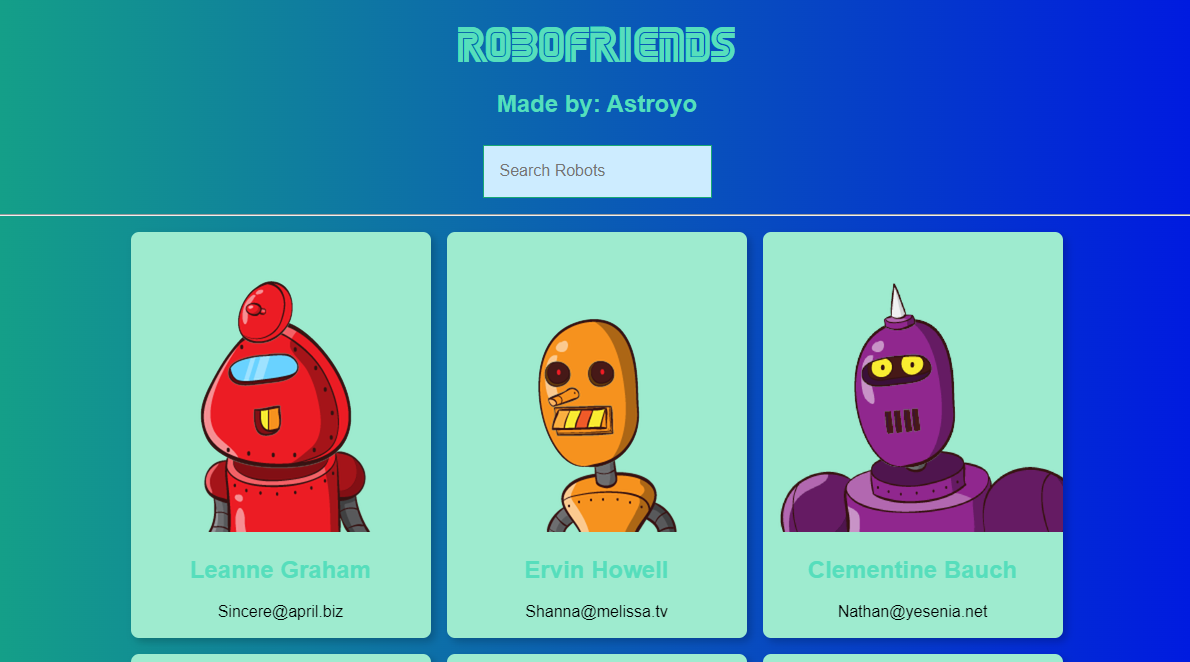 ROBOFRIENDS
Made by: Astroyo
Search Robots
Leanne Graham
Ervin Howell
Clementine Bauch
Sincere@april.biz
Shanna@melissa.tv
Nathan@yesenia.net